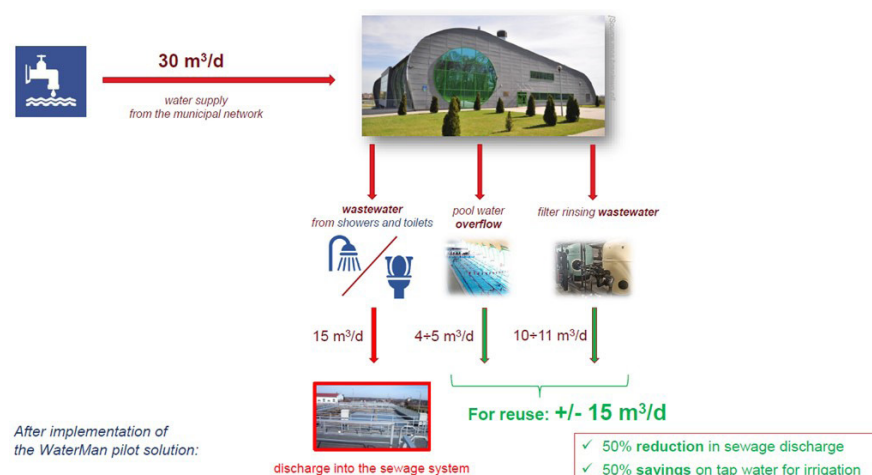 30 m³/d
water supply
from the municipal network
wastewater
from showers and toilets
pool water
overflow
filter rinsing wastewater
15 m³/d
4÷5 m³/d
10÷11 m³/d
For reuse: +/- 15 m³/d
After implementation of
the WaterMan pilot solution:
discharge into the sewage system
✓ 50% reduction in sewage discharge
✓ 50% savings on tap water for irrigation